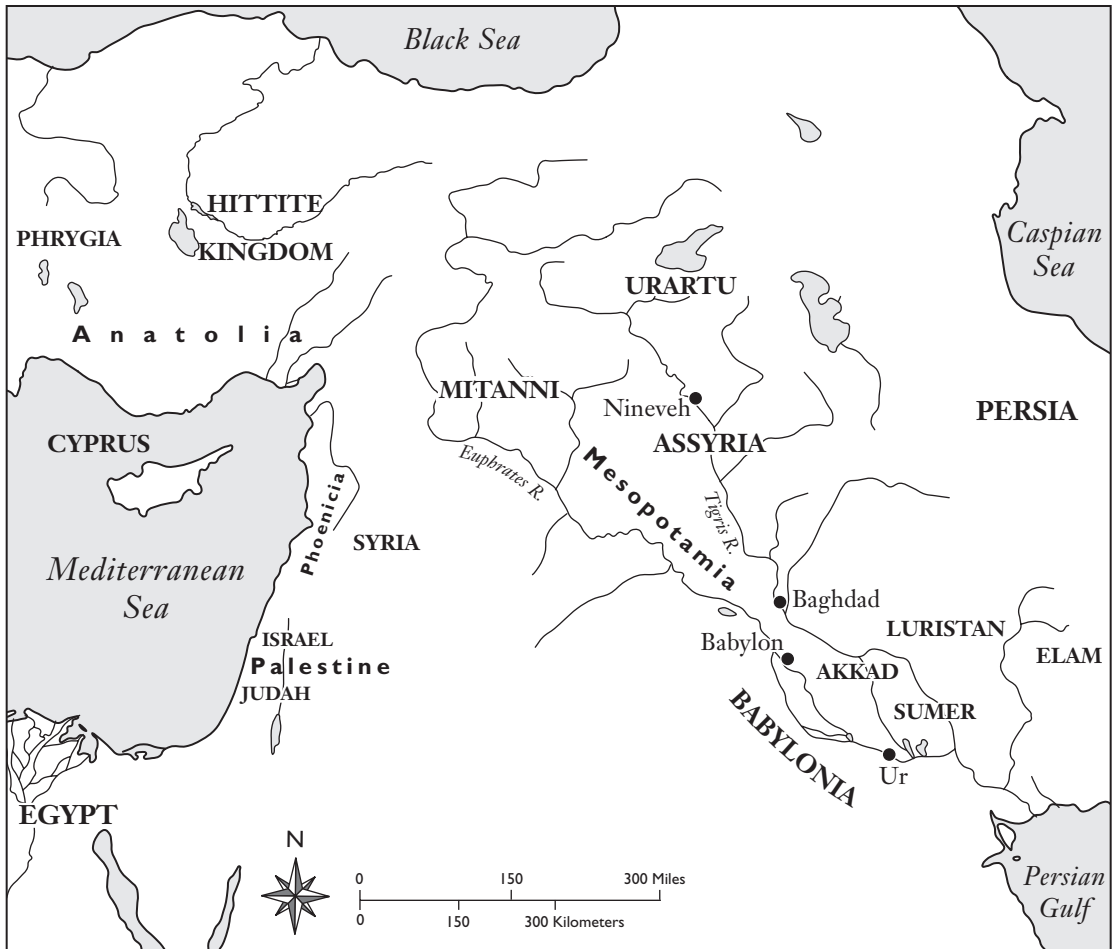 Black Sea
HITTITE
KINGDOM
PHRYGIA
Caspian
Sea
URARTU
Anatolia
MITANNI
Nineveh
PERSIA
CYPRUS
ASSYRIA
Euphrates R.
Mesopotamia
Tigris R.
Phoenicia
SYRIA
Mediterranean
Sea
Baghdad
LURISTAN
ISRAEL
Babylon
ELAM
Palestine
AKKAD
JUDAH
SUMER
BABYLONIA
Ur
EGYPT
N
0 150 300 Miles
0 150 300 Kilometers
Persian
Gulf